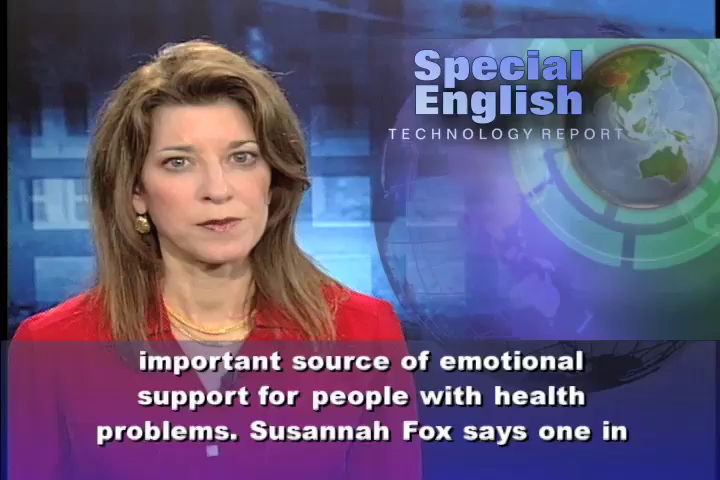 Special
English
TECHNOLOGY REPORT
important source of emotional
support for people with health
problems. Susannah Fox says one in